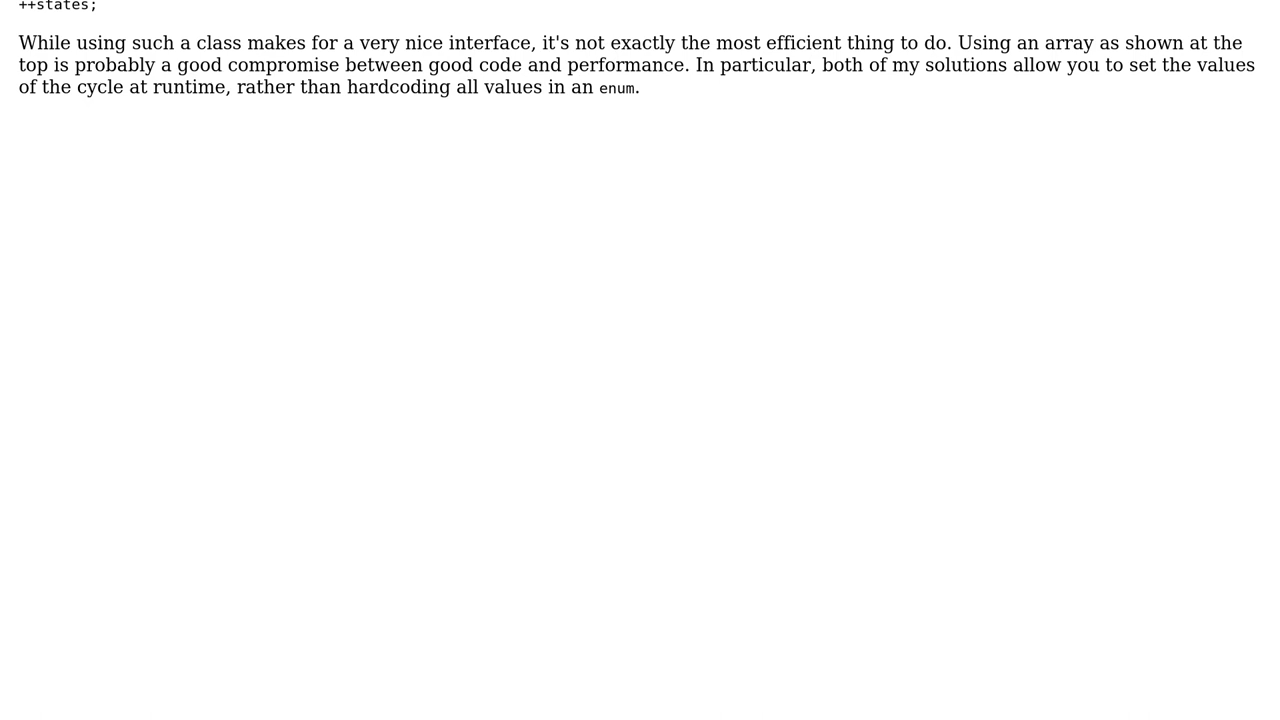 ++states;
While using such a class makes for a very nice interface, it's not exactly the most efficient thing to do. Using an array as shown at the
top is probably a good compromise between good code and performance. In particular, both of my solutions allow you to set the values
of the cycle at runtime, rather than hardcoding all values in an enum.